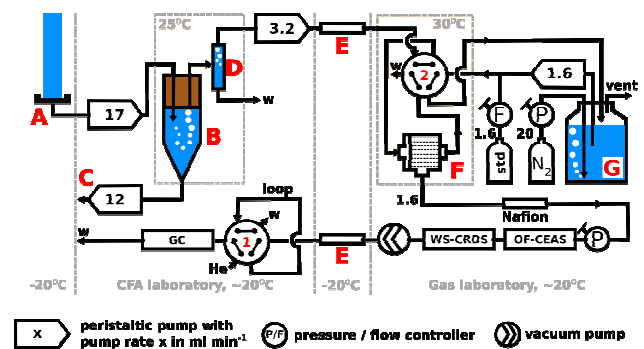 25°C
3.2
E
30°C
D
w
2
1.6
vent
A
17
w
F
P
B
1.6
20
F
std
N₂
G
C
12
loop
1.6
Nafion
w
w
GC
1
He
E
WS-CRDS
OF-CEAS
P
-20°C
CFA laboratory, ~20°C
-20°C
Gas laboratory, ~20°C
x
peristaltic pump with
pump rate x in ml min⁻¹
P/F
pressure / flow controller
vacuum pump